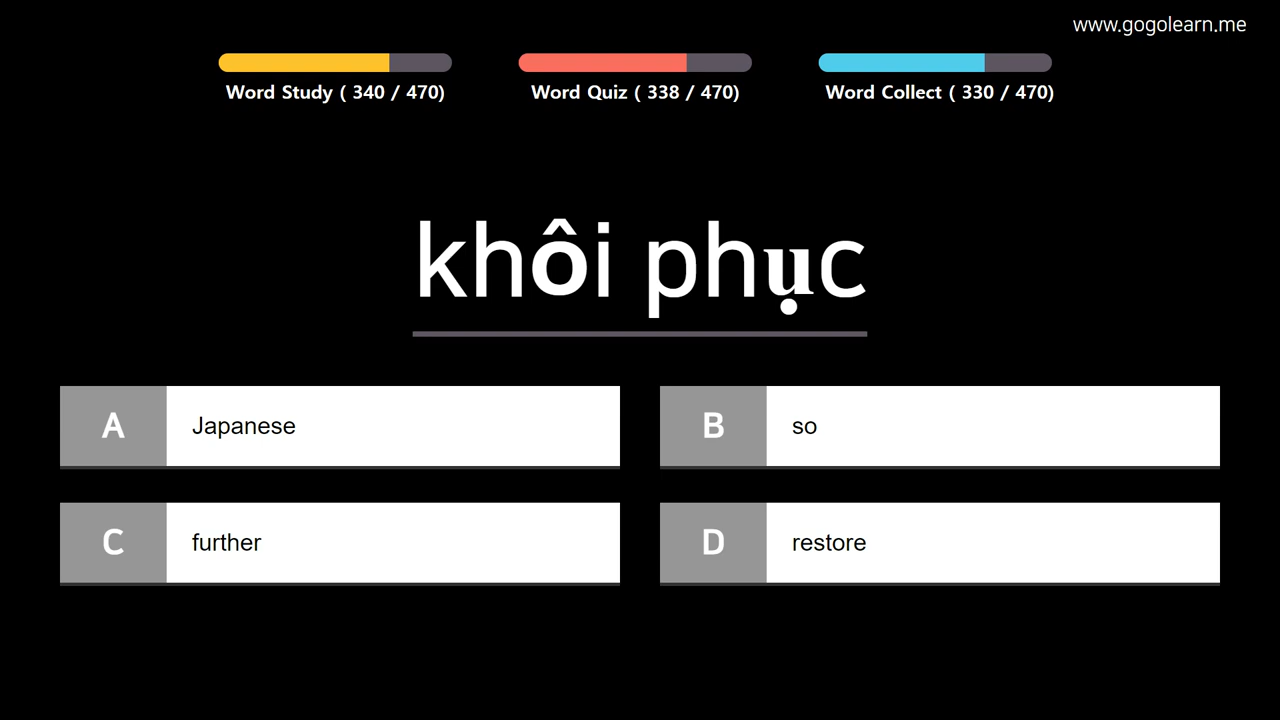 www.gogolearn.me
Word Study ( 340 / 470)
Word Quiz ( 338 / 470)
Word Collect ( 330 / 470)
khôi phục
A Japanese
B so
C further
D restore